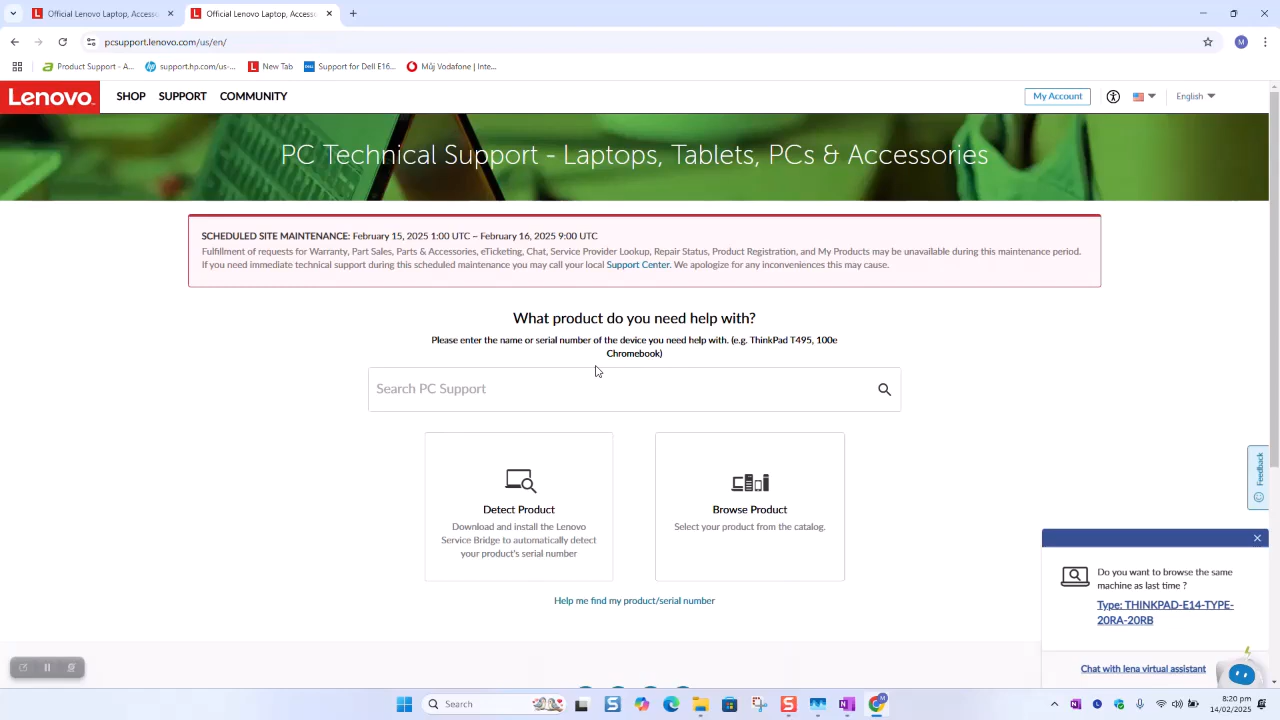 Official Lenovo Laptop, Access
Official Lenovo Laptop, Access
pcsupport.lenovo.com/us/en/
Product Support - A...
support.hp.com/us-...
New Tab
Support for Dell E16...
Můj Vodafone | Inte...
Lenovo
SHOP
SUPPORT
COMMUNITY
My Account
English
PC Technical Support - Laptops, Tablets, PCs & Accessories
SCHEDULED SITE MAINTENANCE: February 15, 2025 1:00 UTC – February 16, 2025 9:00 UTC
Fulfillment of requests for Warranty, Part Sales, Parts & Accessories, eTicketing, Chat, Service Provider Lookup, Repair Status, Product Registration, and My Products may be unavailable during this maintenance period.
If you need immediate technical support during this scheduled maintenance you may call your local Support Center. We apologize for any inconveniences this may cause.
What product do you need help with?
Please enter the name or serial number of the device you need help with. (e.g. ThinkPad T495, 100e
Chromebook)
Search PC Support
Detect Product
Download and install the Lenovo
Service Bridge to automatically detect
your product's serial number
Browse Product
Select your product from the catalog.
Help me find my product/serial number
Feedback
Do you want to browse the same
machine as last time ?
Type: THINKPAD-E14-TYPE-
20RA-20RB
Chat with lena virtual assistant
Search
8:20 pm
14/02/2025